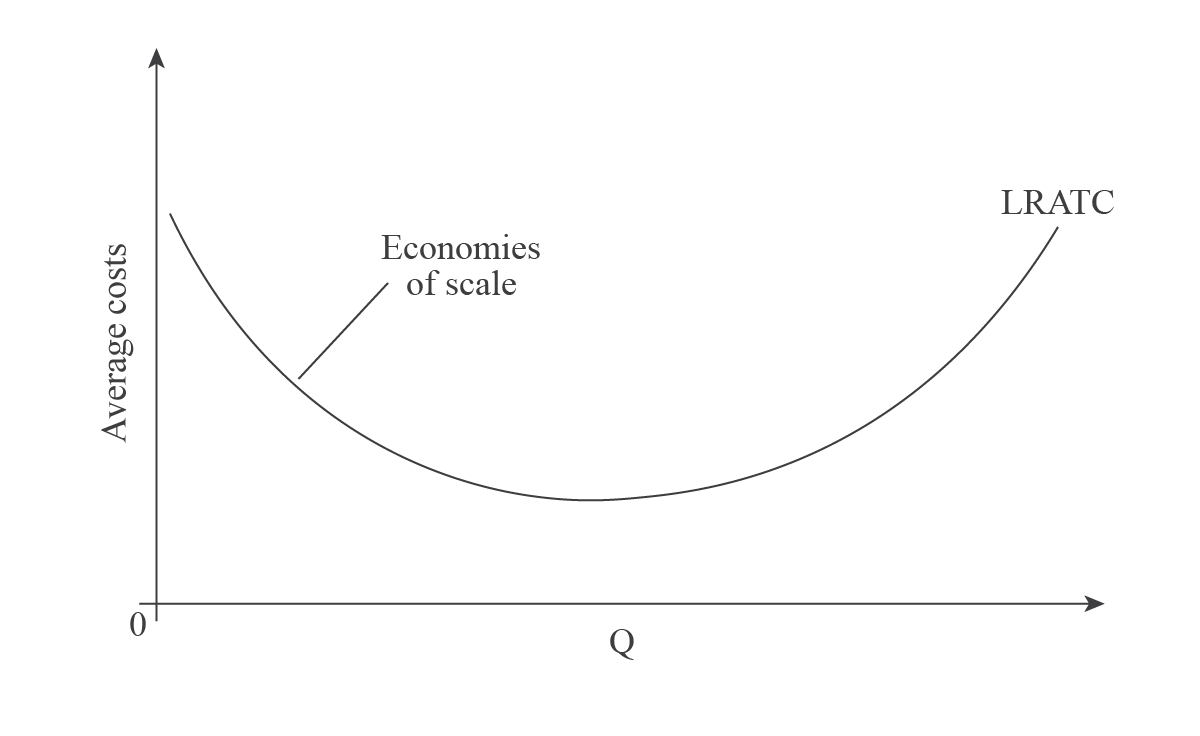 LRATC
Economies
of scale
Average costs
0
Q